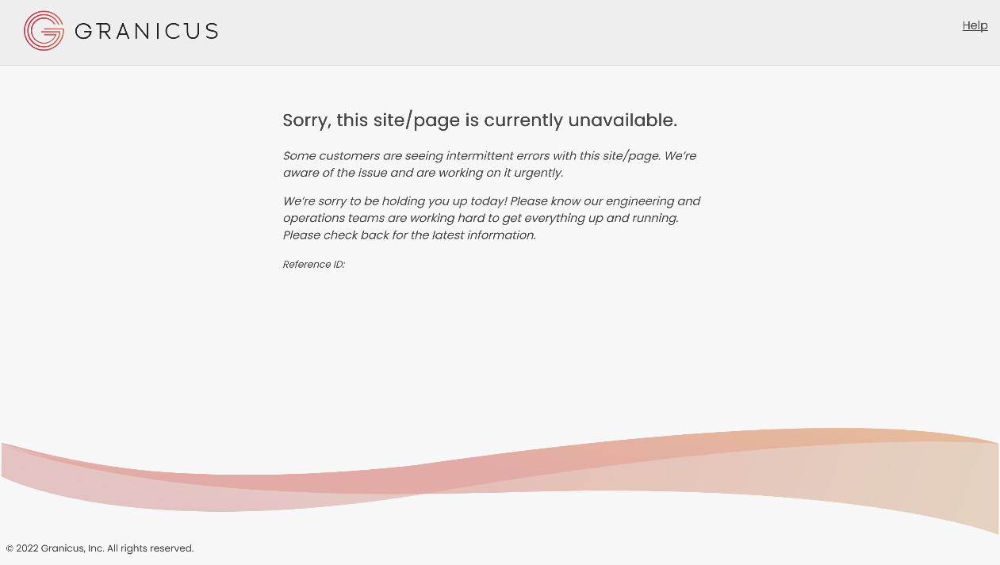 GRANICUS
Help
Sorry, this site/page is currently unavailable.
Some customers are seeing intermittent errors with this site/page. We’re
aware of the issue and are working on it urgently.
We’re sorry to be holding you up today! Please know our engineering and
operations teams are working hard to get everything up and running.
Please check back for the latest information.
Reference ID:
© 2022 Granicus, Inc. All rights reserved.